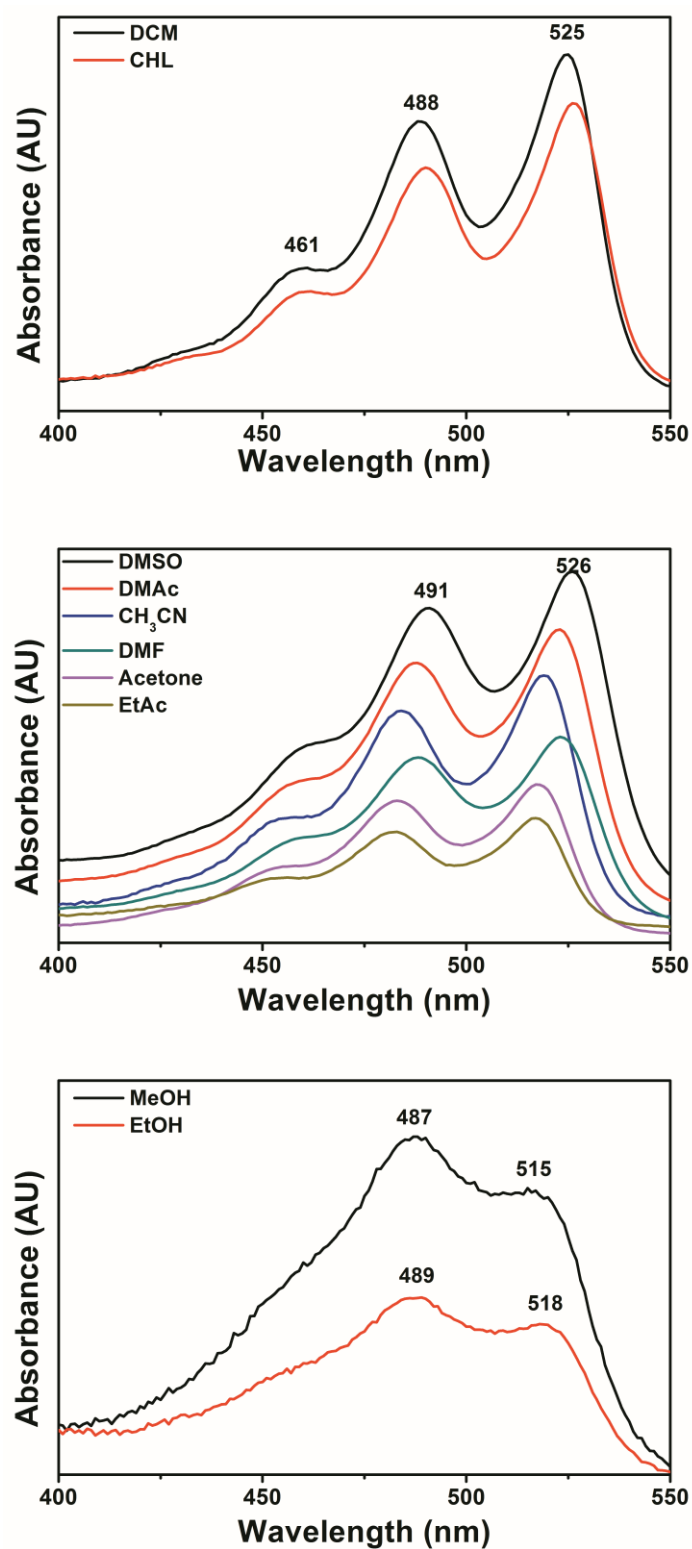 DCM
CHL
525
488
461
Absorbance (AU)
400 450 500 550
Wavelength (nm)
DMSO
DMAc
CH₃CN
DMF
Acetone
EtAc
526
491
Absorbance (AU)
400 450 500 550
Wavelength (nm)
MeOH
EtOH
487
515
489
518
Absorbance (AU)
400 450 500 550
Wavelength (nm)